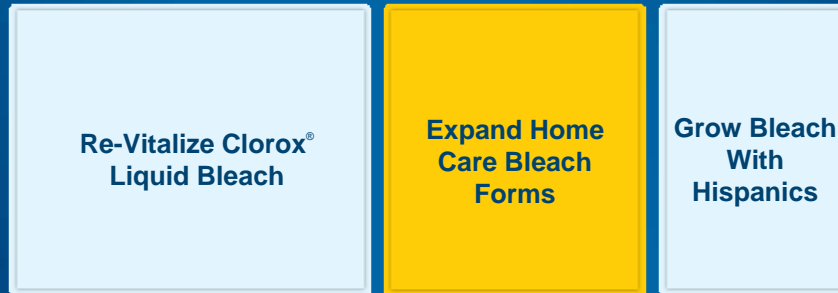 Re-Vitalize Clorox®
Liquid Bleach
Expand Home
Care Bleach
Forms
Grow Bleach
With
Hispanics